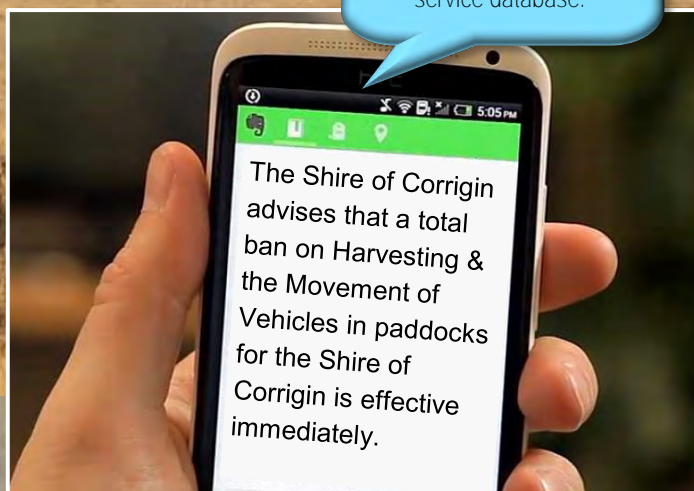 service database.
5:05 PM
The Shire of Corrigin
advises that a total
ban on Harvesting &
the Movement of
Vehicles in paddocks
for the Shire of
Corrigin is effective
immediately.